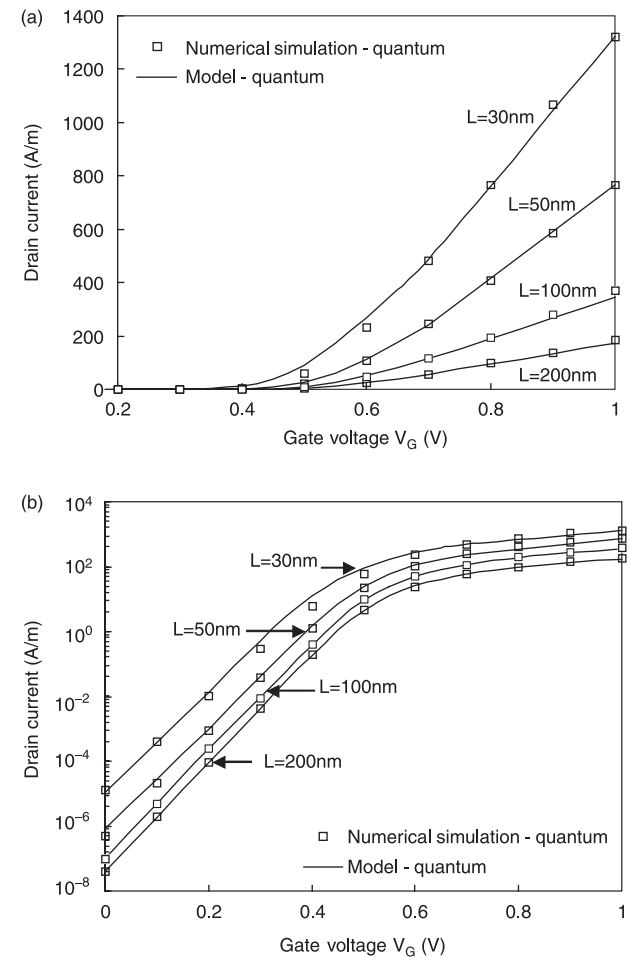 (a)
1400
1200
1000
800
600
400
200
0
Drain current (A/m)
Numerical simulation - quantum
Model - quantum
L=30nm
L=50nm
L=100nm
L=200nm
0.2 0.4 0.6 0.8 1
Gate voltage V_G (V)
(b)
10^4
10^2
10^0
10^−2
10^−4
10^−6
10^−8
Drain current (A/m)
L=30nm
L=50nm
L=100nm
L=200nm
Numerical simulation - quantum
Model - quantum
0 0.2 0.4 0.6 0.8 1
Gate voltage V_G (V)